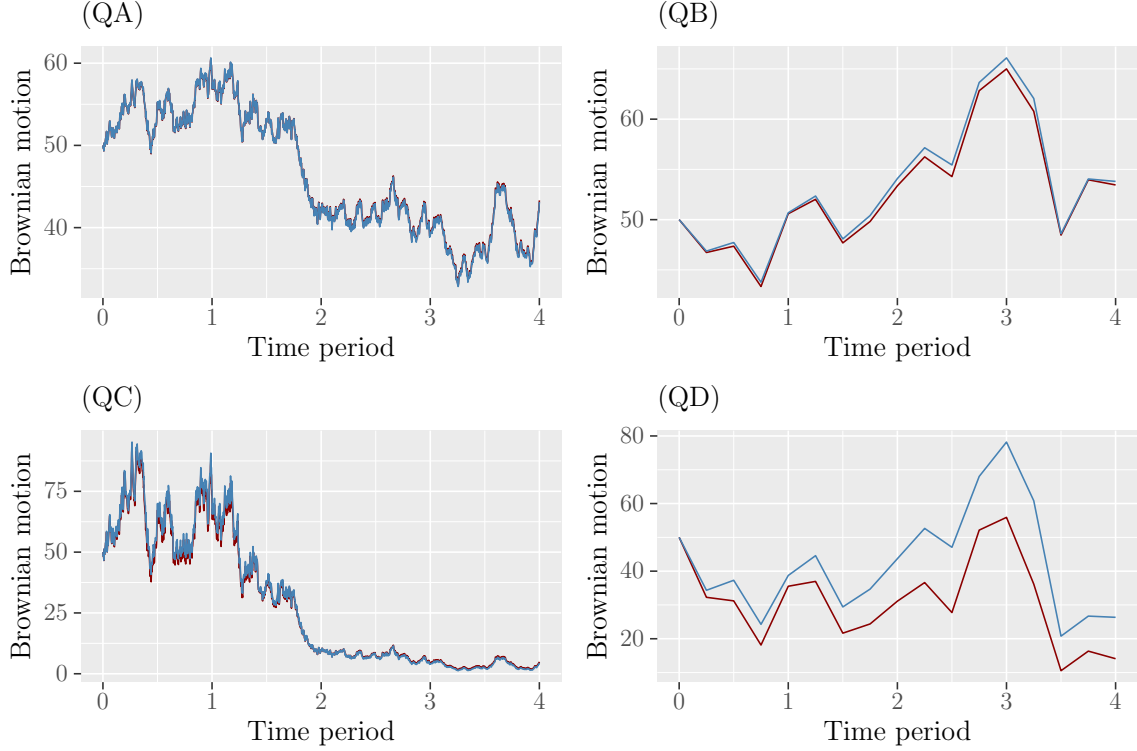 (QA)
Brownian motion
60
50
40
0 1 2 3 4
Time period
(QB)
Brownian motion
60
50
0 1 2 3 4
Time period
(QC)
Brownian motion
75
50
25
0
0 1 2 3 4
Time period
(QD)
Brownian motion
80
60
40
20
0 1 2 3 4
Time period